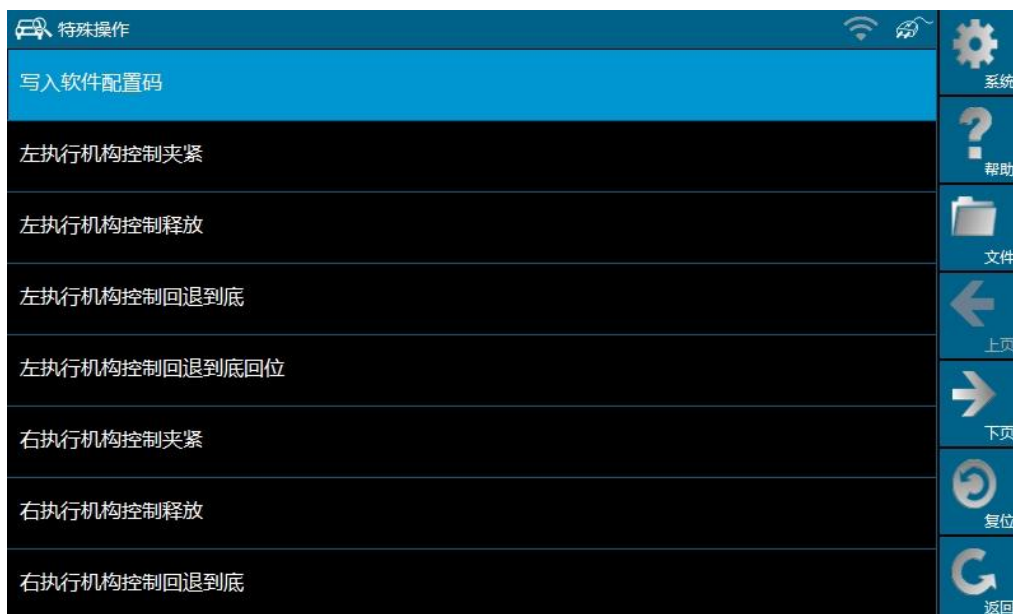 特殊操作
写入软件配置码
左执行机构控制夹紧
左执行机构控制释放
左执行机构控制回退到底
左执行机构控制回退到底回位
右执行机构控制夹紧
右执行机构控制释放
右执行机构控制回退到底
系统
帮助
文件
上页
下页
复位
返回